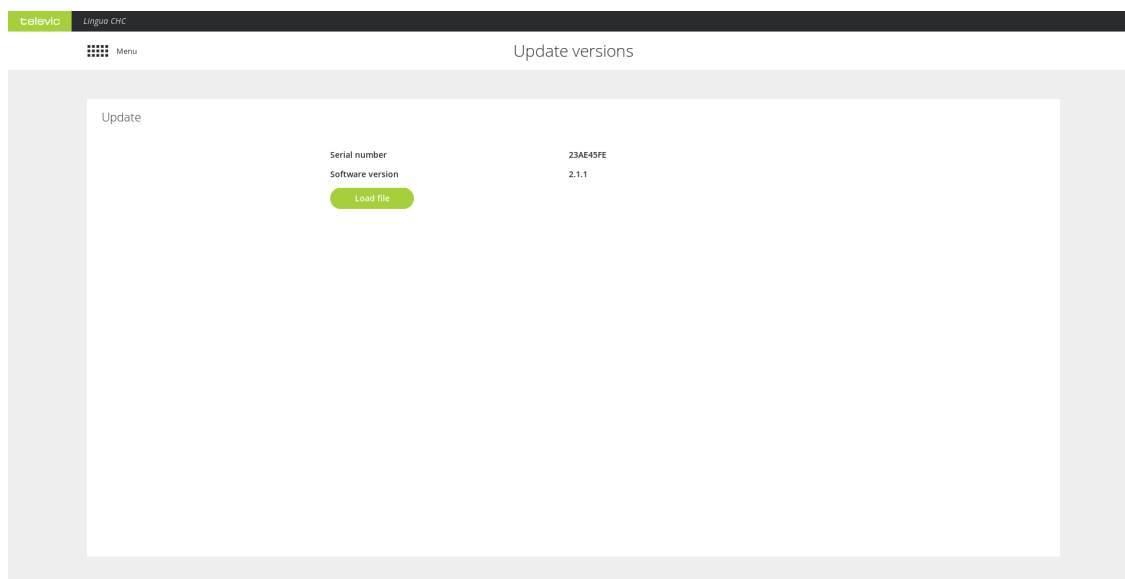 televic Lingua CHC
Menu Update versions
Update
Serial number 23AE45FE
Software version 2.1.1
Load file